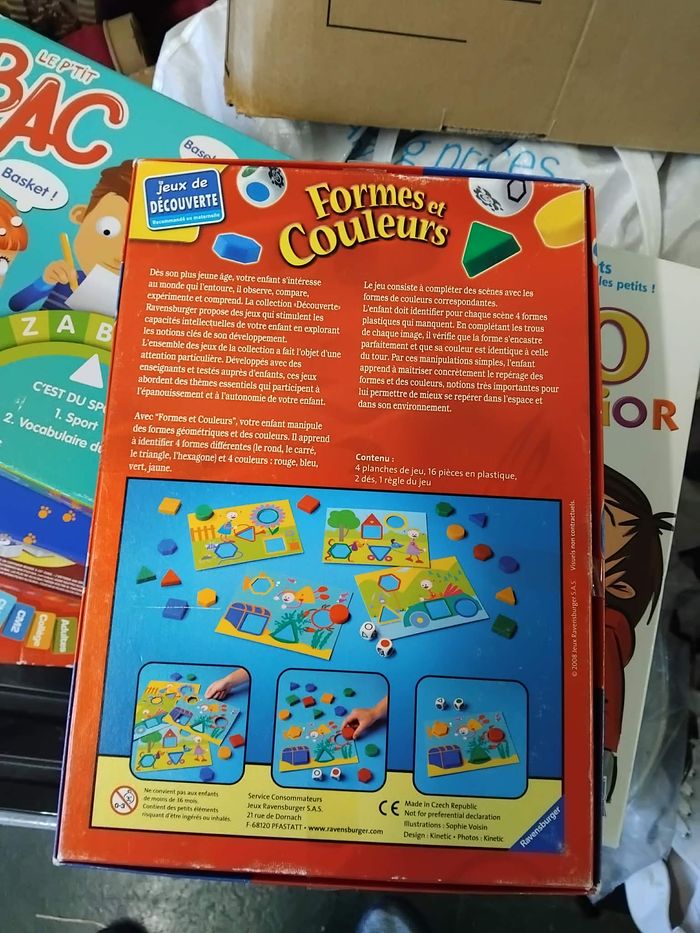 LE P'TIT
BAC
Basket !
Z A B
C'EST DU SP
1. Sport
2. Vocabulaire du
CM2
Collège
Adultes
g prices
les petits !
IOR
jeux de
DÉCOUVERTE
Recommandé en maternelle
Formes et
Couleurs
Dès son plus jeune âge, votre enfant s'intéresse
au monde qui l'entoure, il observe, compare,
expérimente et comprend. La collection «Découverte»
Ravensburger propose des jeux qui stimulent les
capacités intellectuelles de votre enfant en explorant
les notions clés de son développement.
L'ensemble des jeux de la collection a fait l'objet d'une
attention particulière. Développés avec des
enseignants et testés auprès d'enfants, ces jeux
abordent des thèmes essentiels qui participent à
l'épanouissement et à l'autonomie de votre enfant.
Avec "Formes et Couleurs", votre enfant manipule
des formes géométriques et des couleurs. Il apprend
à identifier 4 formes différentes (le rond, le carré,
le triangle, l'hexagone) et 4 couleurs : rouge, bleu,
vert, jaune.
Le jeu consiste à compléter des scènes avec les
formes de couleurs correspondantes.
L'enfant doit identifier pour chaque scène 4 formes
plastiques qui manquent. En complétant les trous
de chaque image, il vérifie que la forme s'encastre
parfaitement et que sa couleur est identique à celle
du tour. Par ces manipulations simples, l'enfant
apprend à maîtriser concrètement le repérage des
formes et des couleurs, notions très importantes pour
lui permettre de mieux se repérer dans l'espace et
dans son environnement.
Contenu :
4 planches de jeu, 16 pièces en plastique,
2 dés, 1 règle du jeu
© 2008 Jeux Ravensburger S.A.S Visuels non contractuels.
0-3
Ne convient pas aux enfants
de moins de 36 mois.
Contient des petits éléments
risquant d'être ingérés ou inhalés.
Service Consommateurs
Jeux Ravensburger S.A.S.
21 rue de Dornach
F-68120 PFASTATT • www.ravensburger.com
CE
Made in Czech Republic
Not for preferential declaration
Illustrations : Sophie Voisin
Design : Kinetic • Photos : Kinetic
Ravensburger